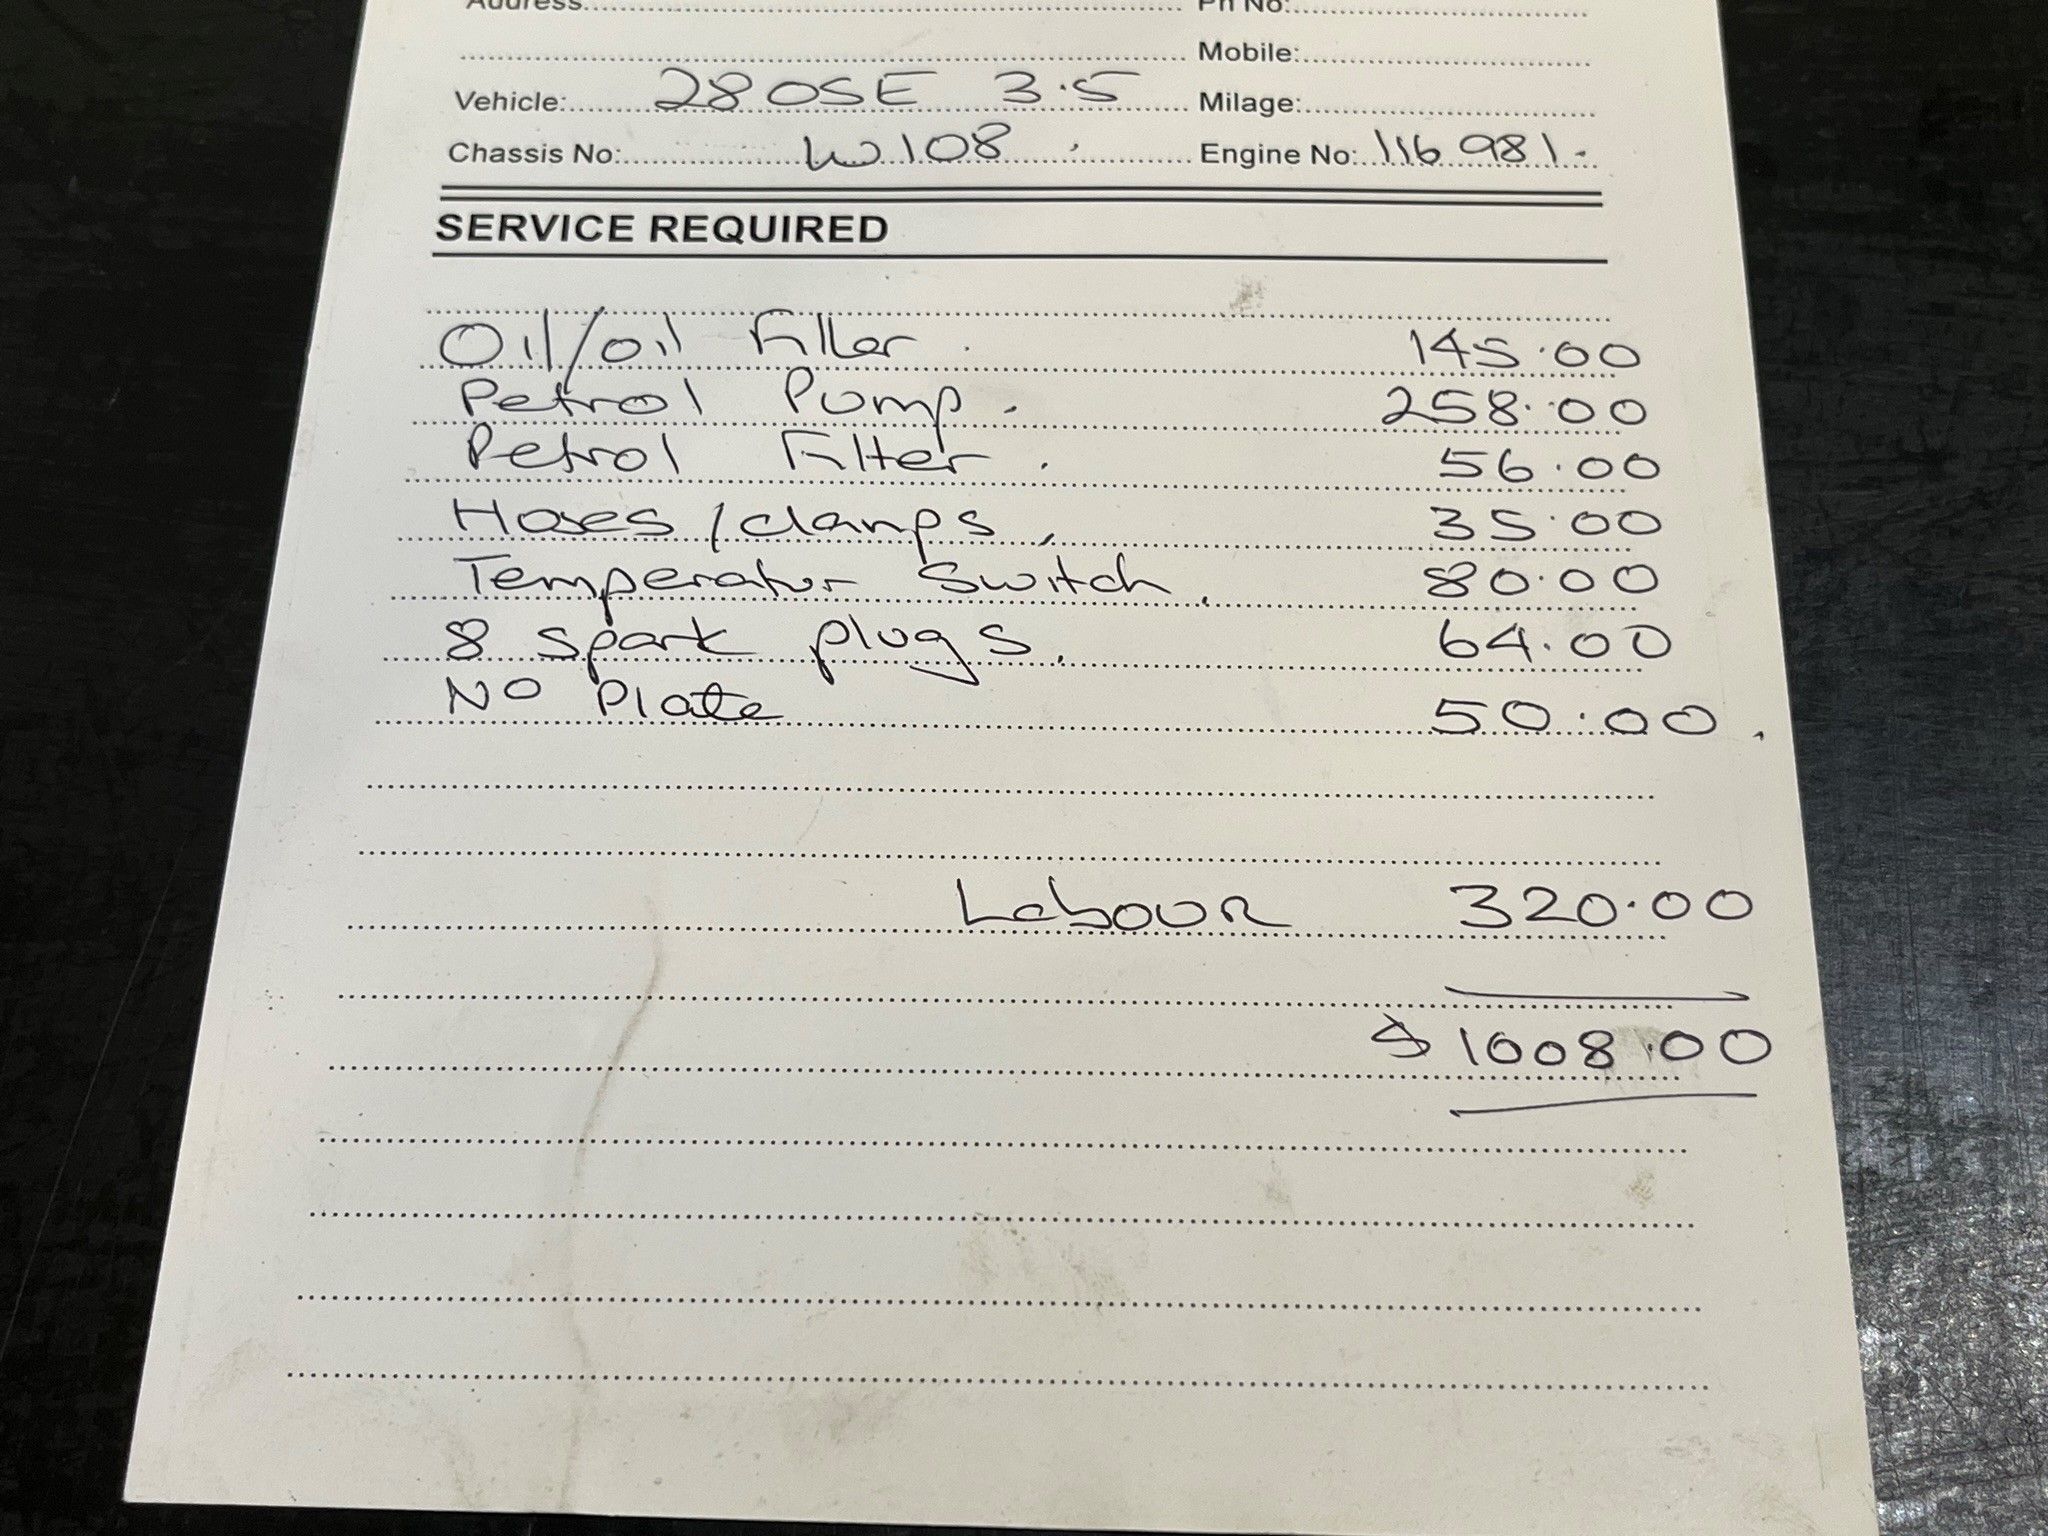 Address: Ph No:
Mobile:
Vehicle: 280SE 3.5 Milage:
Chassis No: W108 . Engine No: 116 981.
SERVICE REQUIRED
Oil/oil Filter . 145.00
Petrol Pump . 258.00
Petrol Filter . 56.00
Hoses/clamps . 35.00
Temperatur Switch . 80.00
8 spark plugs . 64.00
No Plate 50.00 .
Labour 320.00
$ 1008.00